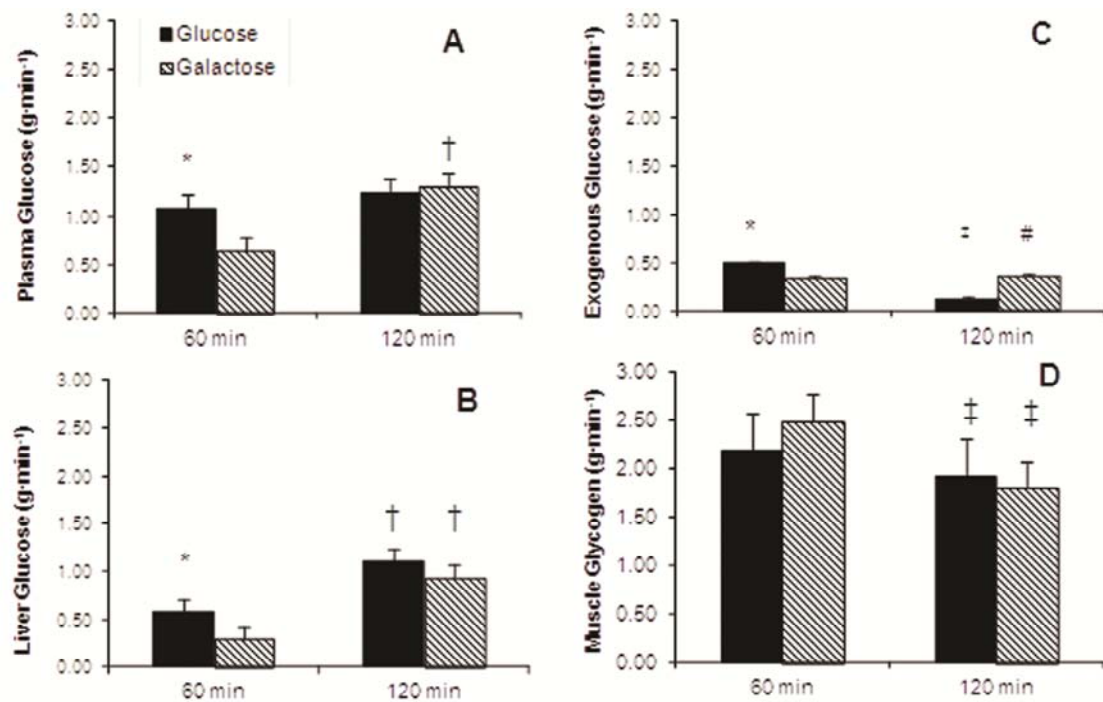 A
Glucose
Galactose
Plasma Glucose (g·min⁻¹)
3.00
2.50
2.00
1.50
1.00
0.50
0.00
*
†
60 min 120 min
C
Exogenous Glucose (g·min⁻¹)
3.00
2.50
2.00
1.50
1.00
0.50
0.00
*
‡ #
60 min 120 min
B
Liver Glucose (g·min⁻¹)
3.00
2.50
2.00
1.50
1.00
0.50
0.00
*
† †
60 min 120 min
D
Muscle Glycogen (g·min⁻¹)
3.00
2.50
2.00
1.50
1.00
0.50
0.00
‡ ‡
60 min 120 min